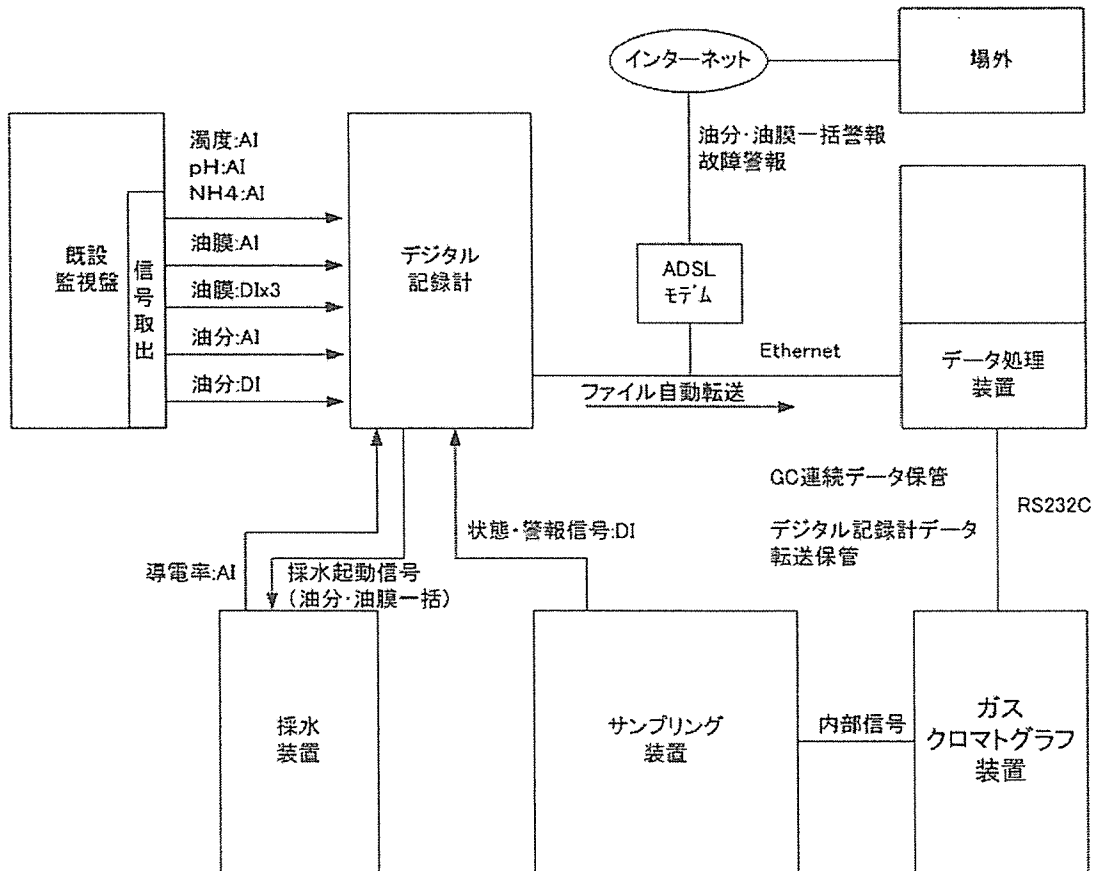 インターネット
場外
濁度:AI
pH:AI
NH4:AI
油分・油膜一括警報
故障警報
既設
監視盤
信号取出
油膜:AI
油膜:DIx3
油分:AI
油分:DI
デジタル
記録計
ADSL
モデム
Ethernet
ファイル自動転送
データ処理
装置
GC連続データ保管
RS232C
デジタル記録計データ
転送保管
状態・警報信号:DI
導電率:AI
採水起動信号
（油分・油膜一括）
採水
装置
サンプリング
装置
内部信号
ガス
クロマトグラフ
装置